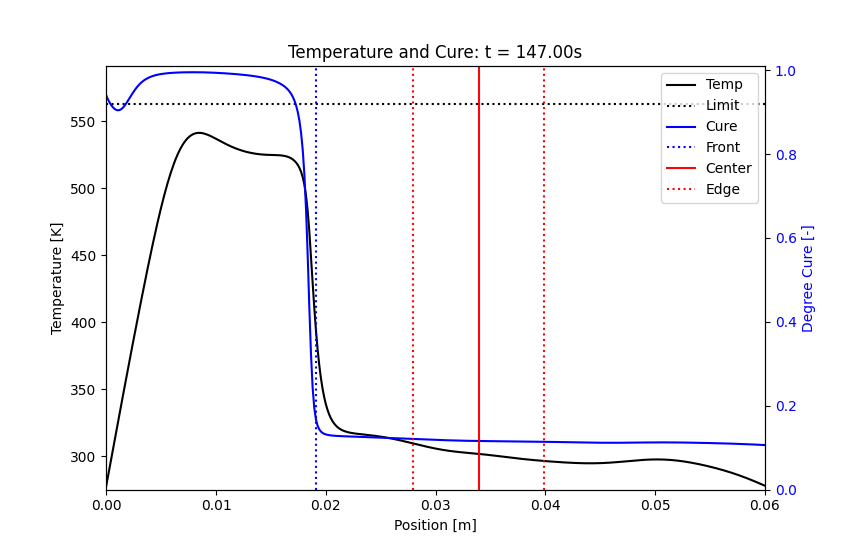 Temperature and Cure: t = 147.00s
Temperature [K]
550
500
450
400
350
300
Temp
Limit
Cure
Front
Center
Edge
1.0
0.8
0.6
0.4
0.2
0.0
Degree Cure [-]
0.00 0.01 0.02 0.03 0.04 0.05 0.06
Position [m]